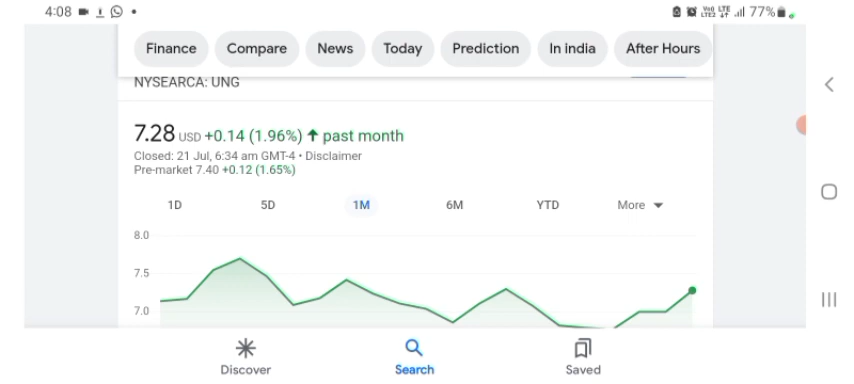 4:08
77%
Finance Compare News Today Prediction In india After Hours
NYSEARCA: UNG
7.28 USD +0.14 (1.96%) ↑ past month
Closed: 21 Jul, 6:34 am GMT-4 • Disclaimer
Pre-market 7.40 +0.12 (1.65%)
1D 5D 1M 6M YTD More
8.0
7.5
7.0
Discover Search Saved